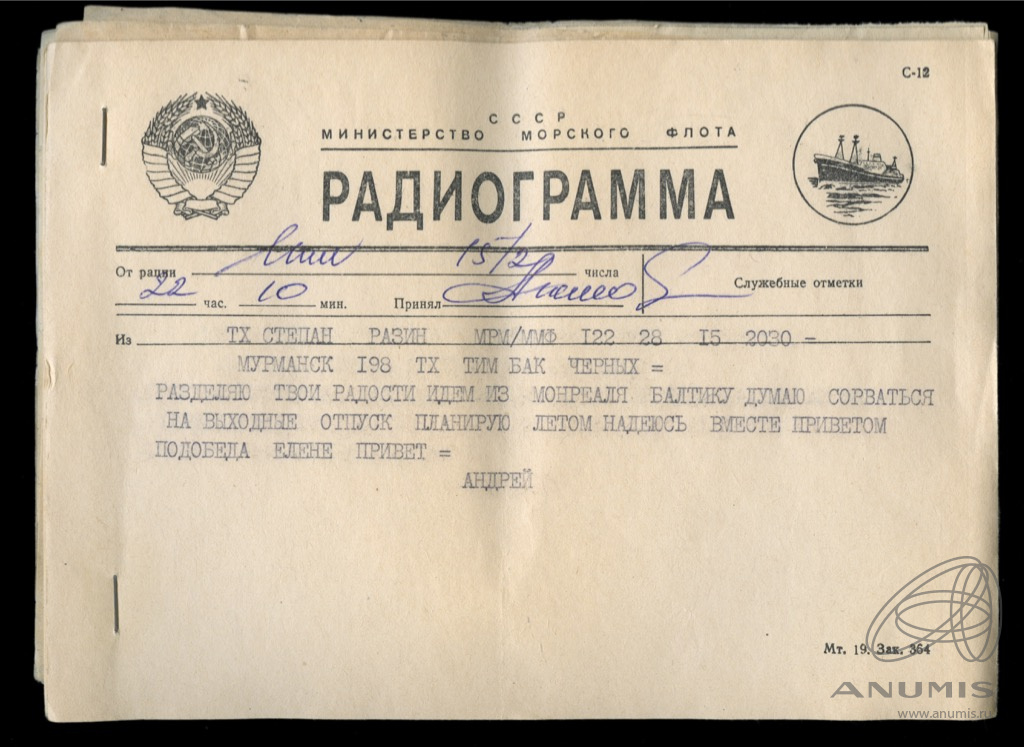 С-12
СССР
МИНИСТЕРСТВО МОРСКОГО ФЛОТА
РАДИОГРАММА
От рации 15/2 числа
Служебные отметки
22 час. 10 мин. Принял
Из ТХ СТЕПАН РАЗИН МРМ/ММФ I22 28 I5 2030 =
МУРМАНСК I98 ТХ ТИМ БАК ЧЕРНЫХ =
РАЗДЕЛЯЮ ТВОИ РАДОСТИ ИДЕМ ИЗ МОНРЕАЛЯ БАЛТИКУ ДУМАЮ СОРВАТЬСЯ
НА ВЫХОДНЫЕ ОТПУСК ПЛАНИРУЮ ЛЕТОМ НАДЕЮСЬ ВМЕСТЕ ПРИВЕТОМ
ПОДОБЕДА ЕЛЕНЕ ПРИВЕТ =
АНДРЕЙ
Мт. 19. Зак. 364
ANUMIS
www.anumis.ru